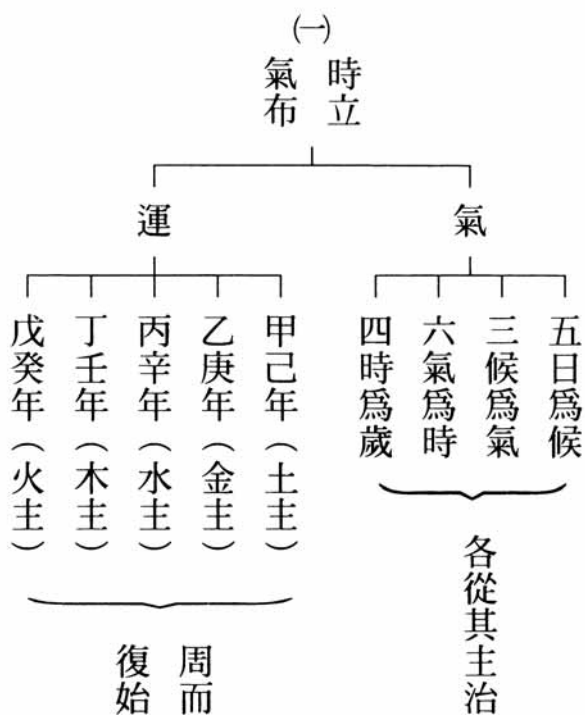 ㈠
時立
氣布
氣
五日爲候
三候爲氣
六氣爲時
四時爲歲
各從其主治
運
甲己年（土主）
乙庚年（金主）
丙辛年（水主）
丁壬年（木主）
戊癸年（火主）
周而
復始